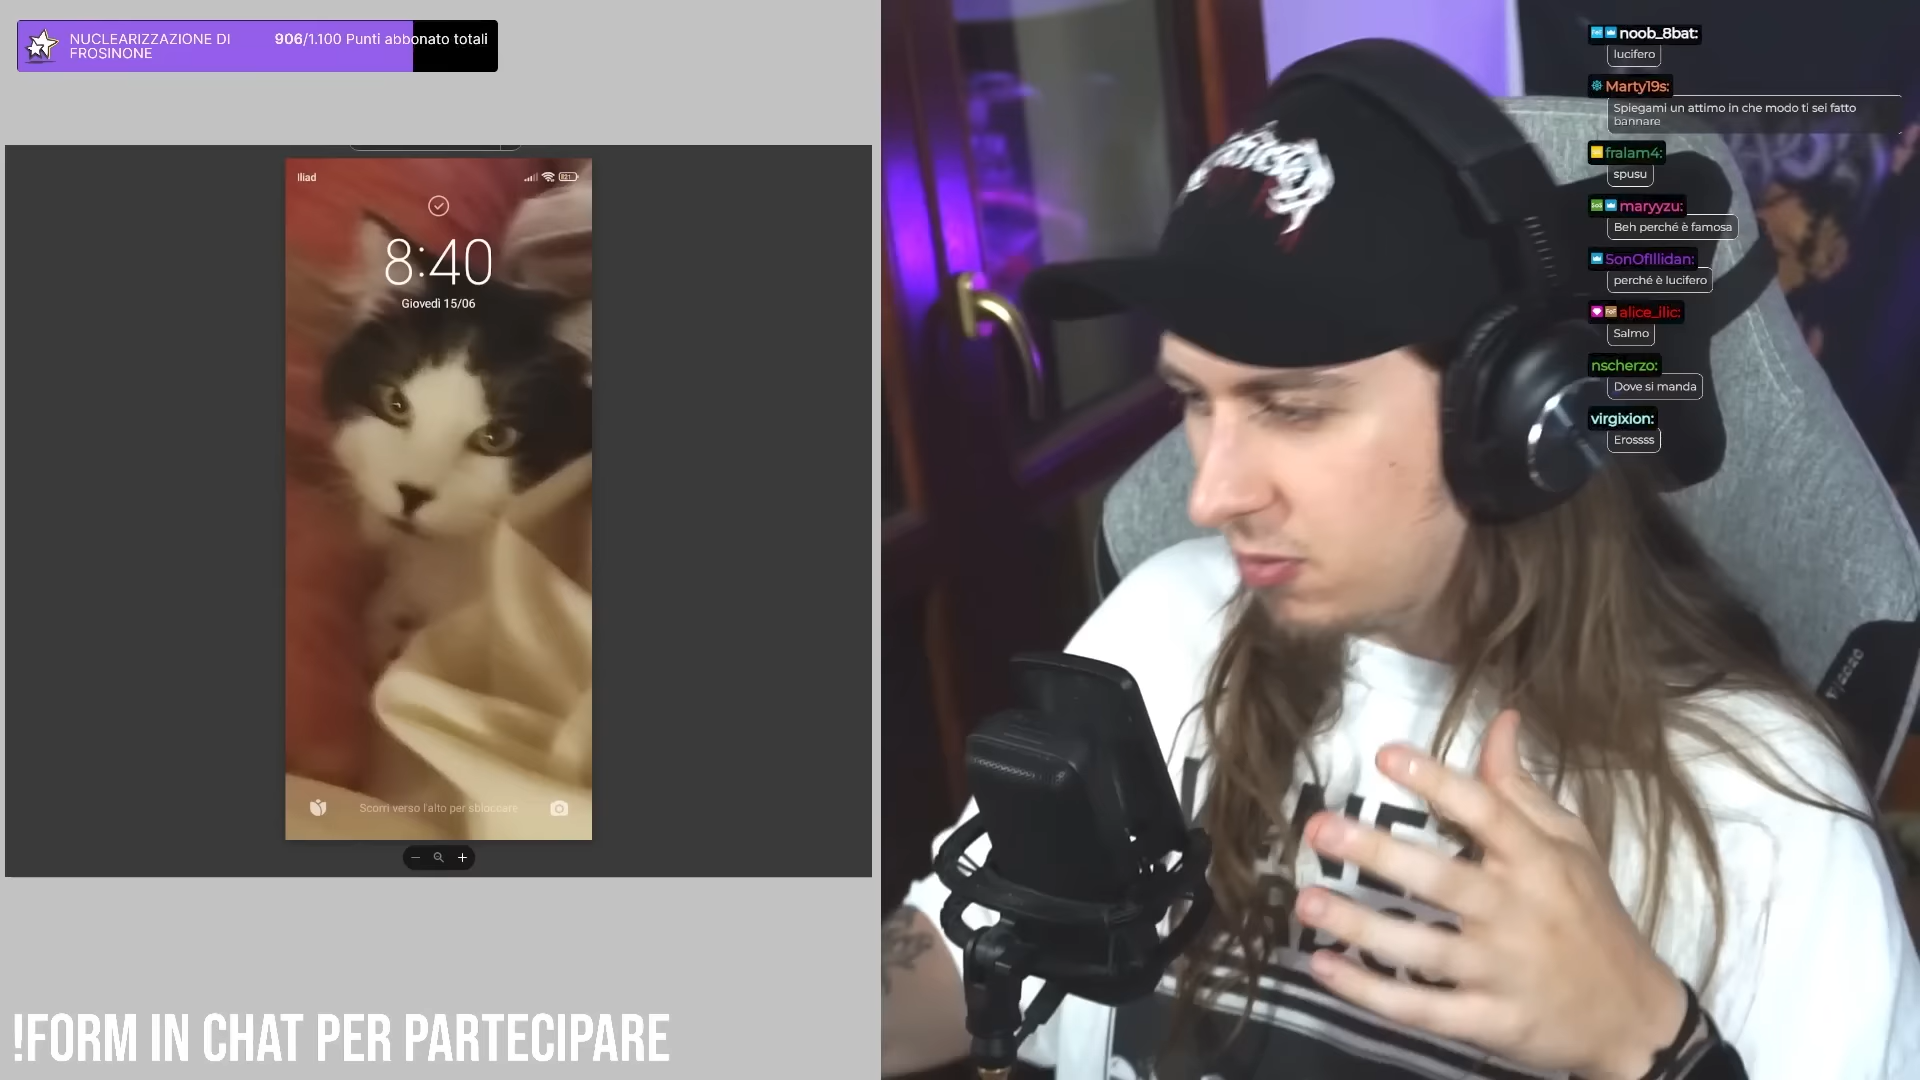 NUCLEARIZZAZIONE DI
FROSINONE
906/1.100 Punti abbonato totali
Iliad
8:40
Giovedì 15/06
Scorri verso l'alto per sbloccare
!FORM IN CHAT PER PARTECIPARE
noob_8bat:
lucifero
Marty19s:
Spiegami un attimo in che modo ti sei fatto
bannare
fralam4:
spusu
maryyzu:
Beh perché è famosa
SonOfIllidan:
perché è lucifero
alice_ilic:
Salmo
nscherzo:
Dove si manda
virgixion:
Erossss